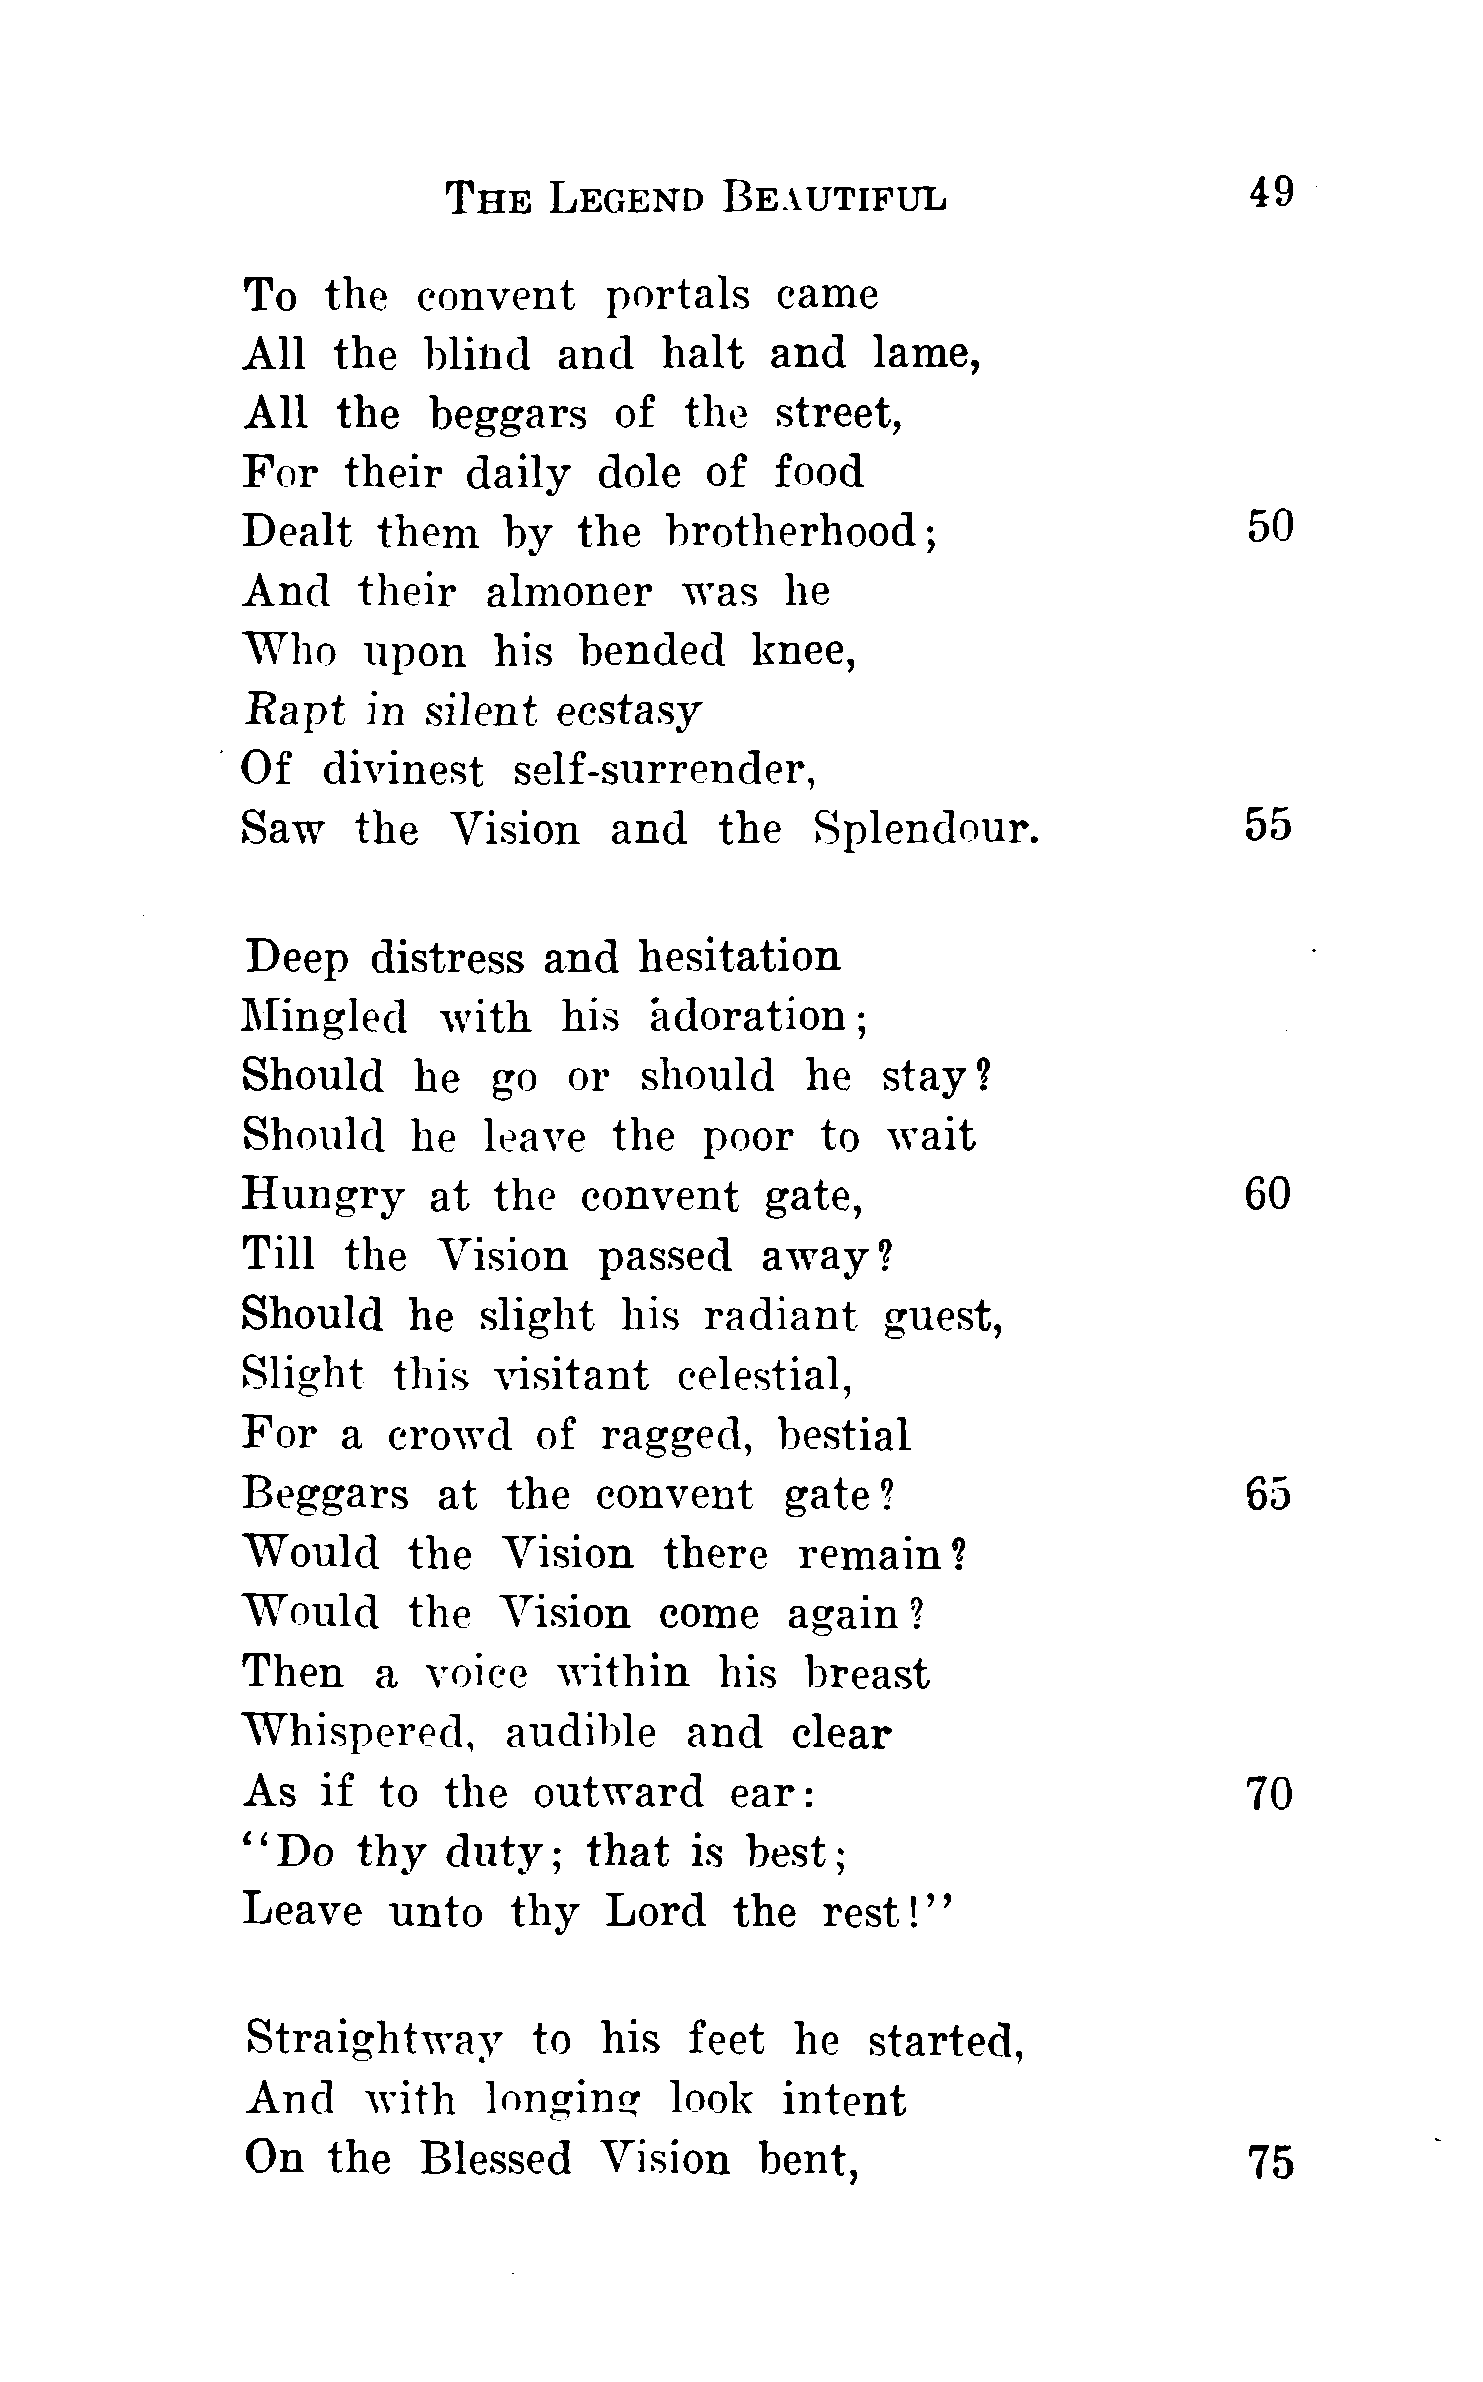 THE LEGEND BEAUTIFUL 49
To the convent portals came
All the blind and halt and lame,
All the beggars of the street,
For their daily dole of food
Dealt them by the brotherhood; 50
And their almoner was he
Who upon his bended knee,
Rapt in silent ecstasy
Of divinest self-surrender,
Saw the Vision and the Splendour. 55
Deep distress and hesitation
Mingled with his adoration;
Should he go or should he stay?
Should he leave the poor to wait
Hungry at the convent gate, 60
Till the Vision passed away?
Should he slight his radiant guest,
Slight this visitant celestial,
For a crowd of ragged, bestial
Beggars at the convent gate? 65
Would the Vision there remain?
Would the Vision come again?
Then a voice within his breast
Whispered, audible and clear
As if to the outward ear: 70
"Do thy duty; that is best;
Leave unto thy Lord the rest!"
Straightway to his feet he started,
And with longing look intent
On the Blessed Vision bent, 75